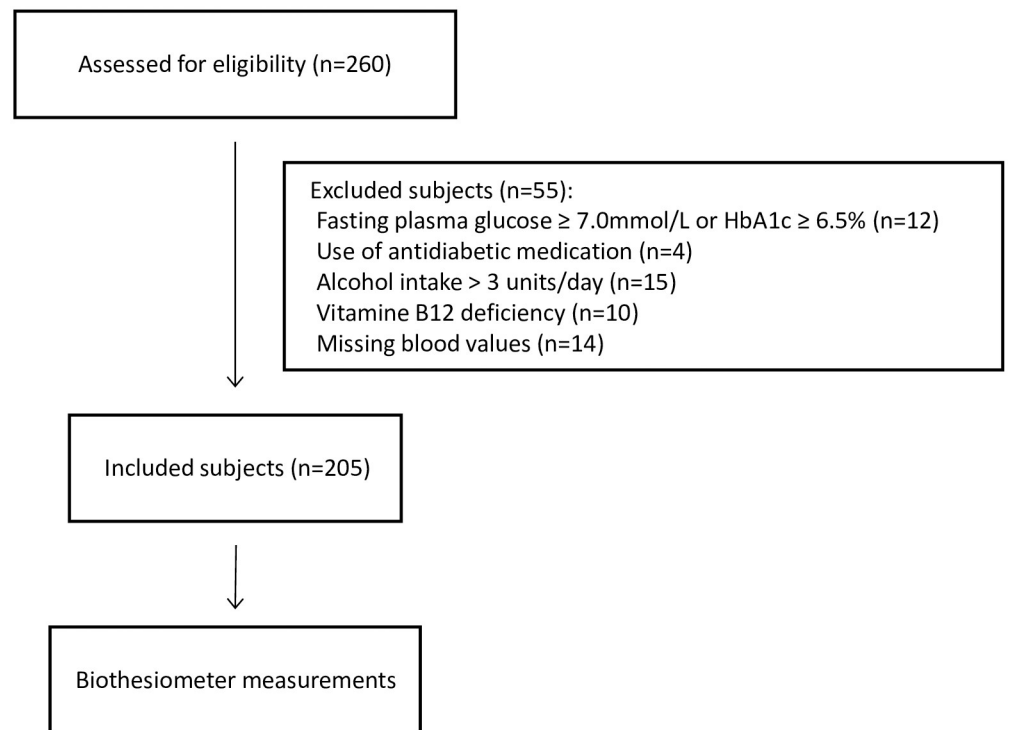 Assessed for eligibility (n=260)
Excluded subjects (n=55):
Fasting plasma glucose ≥ 7.0mmol/L or HbA1c ≥ 6.5% (n=12)
Use of antidiabetic medication (n=4)
Alcohol intake > 3 units/day (n=15)
Vitamine B12 deficiency (n=10)
Missing blood values (n=14)
Included subjects (n=205)
Biothesiometer measurements